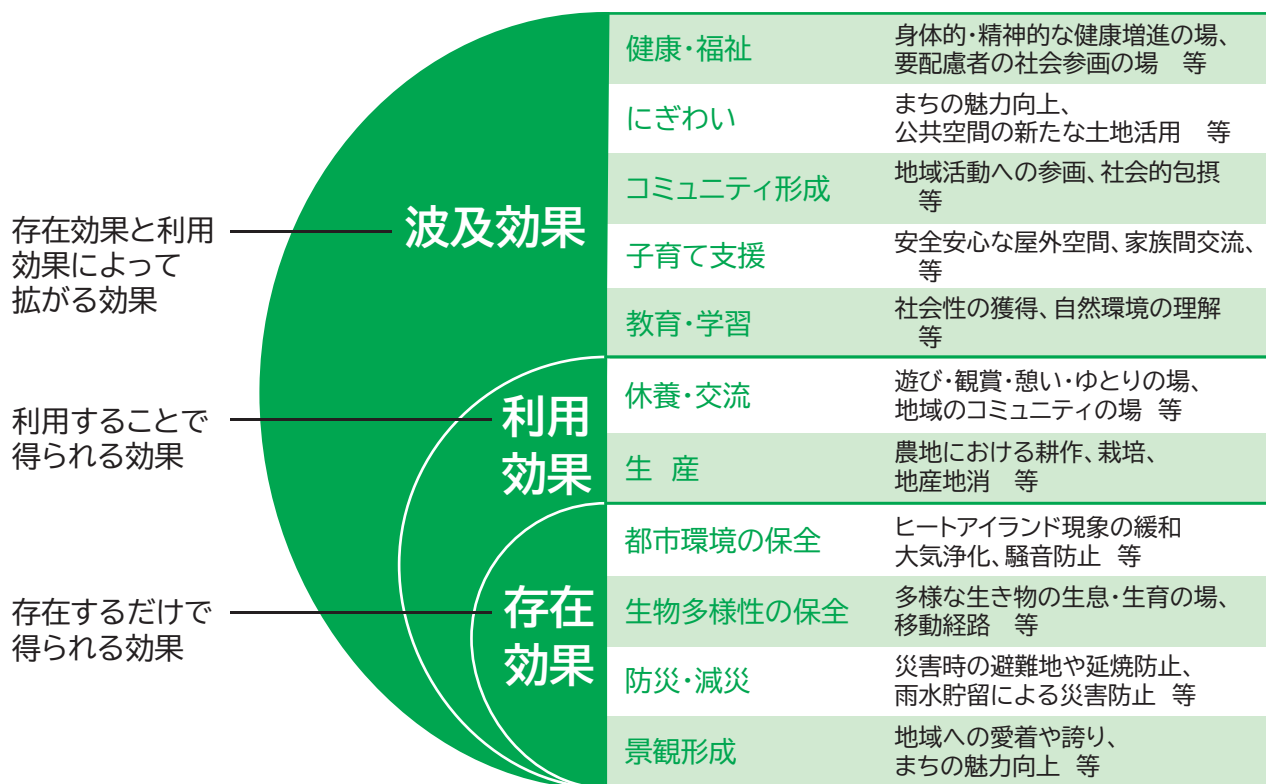 存在効果と利用
効果によって
拡がる効果
波及効果
健康・福祉
身体的・精神的な健康増進の場、
要配慮者の社会参画の場　等
にぎわい
まちの魅力向上、
公共空間の新たな土地活用　等
コミュニティ形成
地域活動への参画、社会的包摂
等
子育て支援
安全安心な屋外空間、家族間交流、
等
教育・学習
社会性の獲得、自然環境の理解
等
利用することで
得られる効果
利用
効果
休養・交流
遊び・観賞・憩い・ゆとりの場、
地域のコミュニティの場　等
生　産
農地における耕作、栽培、
地産地消　等
存在するだけで
得られる効果
存在
効果
都市環境の保全
ヒートアイランド現象の緩和
大気浄化、騒音防止　等
生物多様性の保全
多様な生き物の生息・生育の場、
移動経路　等
防災・減災
災害時の避難地や延焼防止、
雨水貯留による災害防止　等
景観形成
地域への愛着や誇り、
まちの魅力向上　等